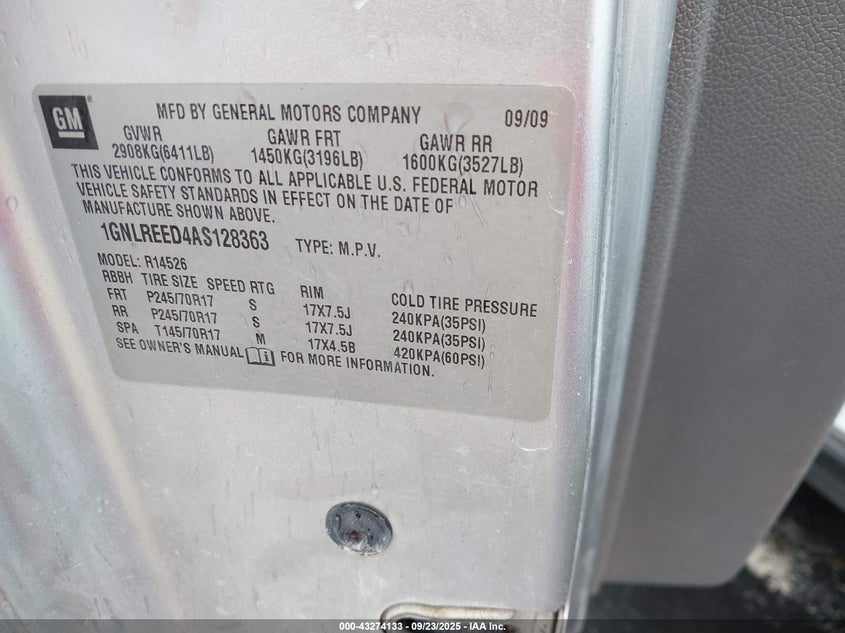 GM
MFD BY GENERAL MOTORS COMPANY 09/09
GVWR GAWR FRT GAWR RR
2908KG(6411LB) 1450KG(3196LB) 1600KG(3527LB)
THIS VEHICLE CONFORMS TO ALL APPLICABLE U.S. FEDERAL MOTOR
VEHICLE SAFETY STANDARDS IN EFFECT ON THE DATE OF
MANUFACTURE SHOWN ABOVE.
1GNLREED4AS128363 TYPE: M.P.V.
MODEL: R14526
RBBH TIRE SIZE SPEED RTG RIM COLD TIRE PRESSURE
FRT P245/70R17 S 17X7.5J 240KPA(35PSI)
RR P245/70R17 S 17X7.5J 240KPA(35PSI)
SPA T145/70R17 M 17X4.5B 420KPA(60PSI)
SEE OWNER'S MANUAL FOR MORE INFORMATION.
000-43274133 - 09/23/2025 - IAA Inc.